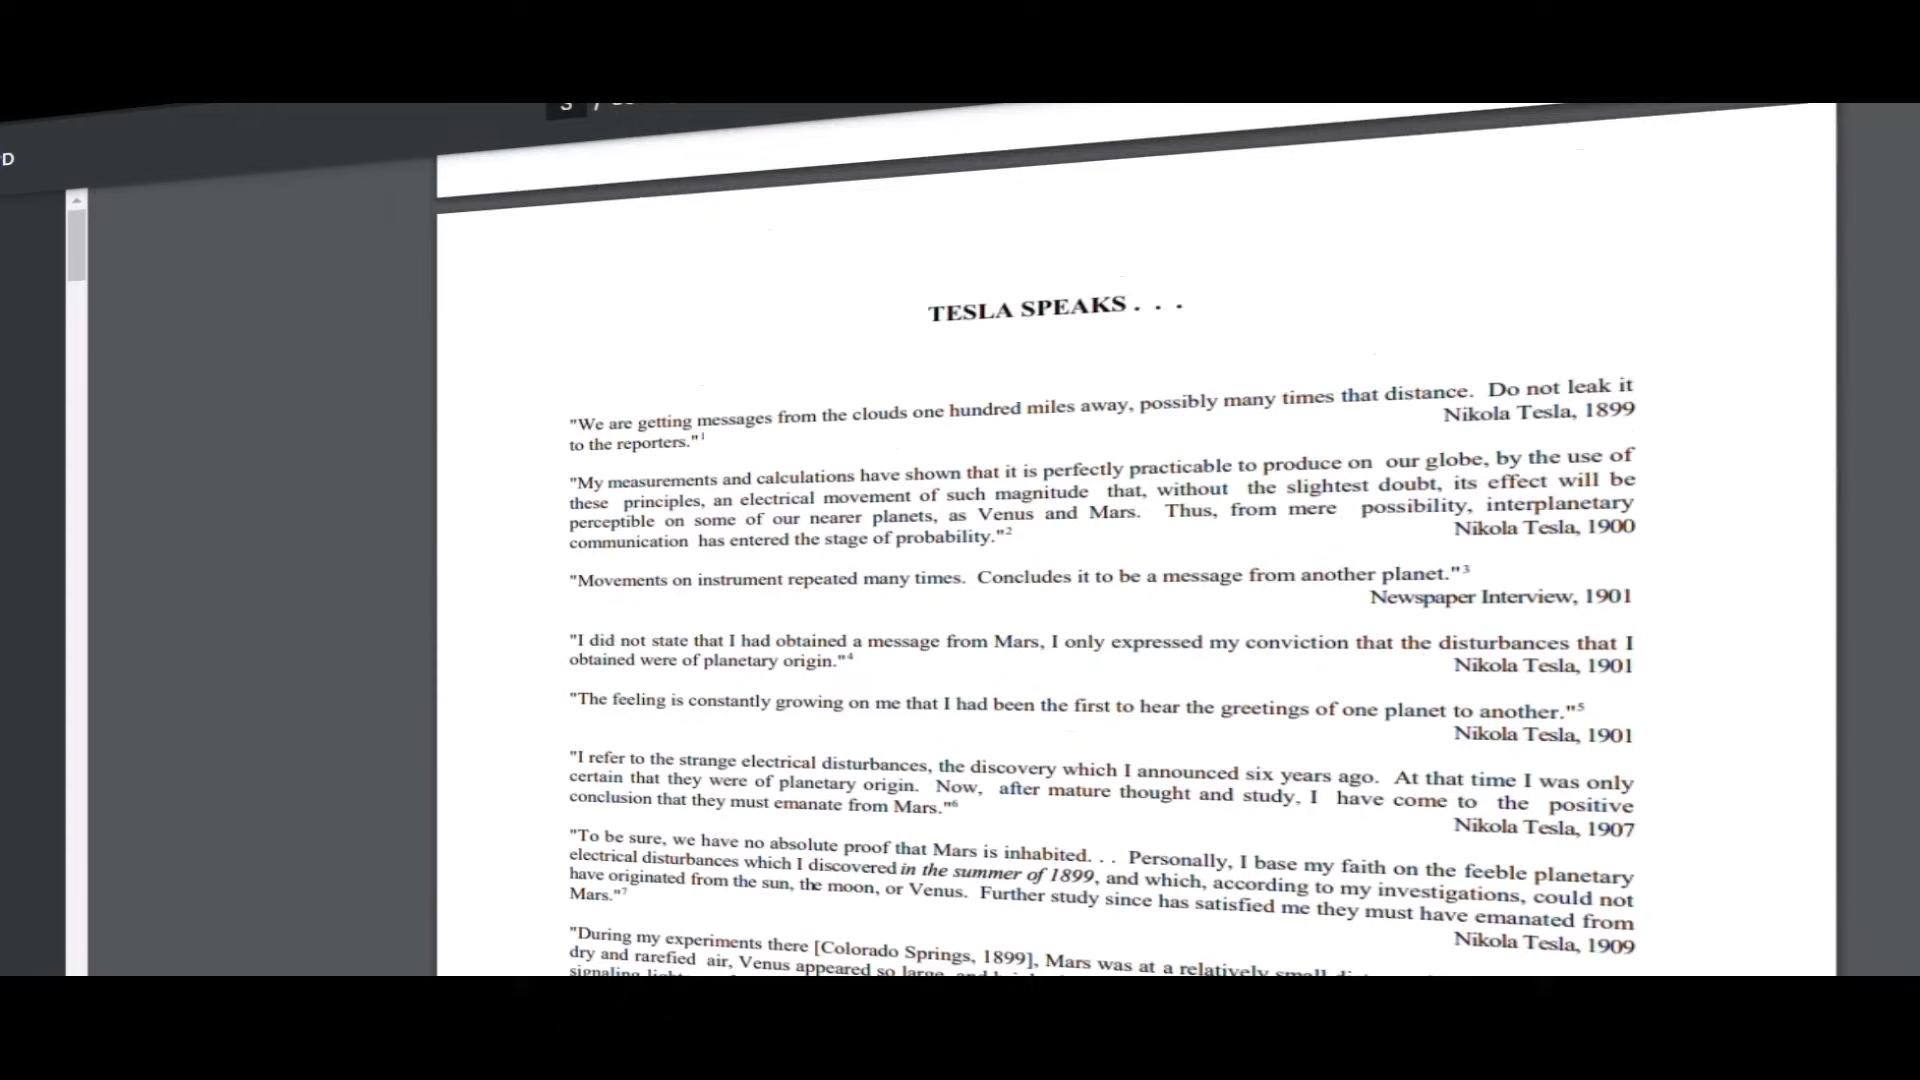 D
TESLA SPEAKS . . .
"We are getting messages from the clouds one hundred miles away, possibly many times that distance. Do not leak it
to the reporters."1
Nikola Tesla, 1899
"My measurements and calculations have shown that it is perfectly practicable to produce on our globe, by the use of
these principles, an electrical movement of such magnitude that, without the slightest doubt, its effect will be
perceptible on some of our nearer planets, as Venus and Mars. Thus, from mere possibility, interplanetary
communication has entered the stage of probability."2
Nikola Tesla, 1900
"Movements on instrument repeated many times. Concludes it to be a message from another planet."3
Newspaper Interview, 1901
"I did not state that I had obtained a message from Mars, I only expressed my conviction that the disturbances that I
obtained were of planetary origin."4
Nikola Tesla, 1901
"The feeling is constantly growing on me that I had been the first to hear the greetings of one planet to another."5
Nikola Tesla, 1901
"I refer to the strange electrical disturbances, the discovery which I announced six years ago. At that time I was only
certain that they were of planetary origin. Now, after mature thought and study, I have come to the positive
conclusion that they must emanate from Mars."6
Nikola Tesla, 1907
"To be sure, we have no absolute proof that Mars is inhabited. . . Personally, I base my faith on the feeble planetary
electrical disturbances which I discovered in the summer of 1899, and which, according to my investigations, could not
have originated from the sun, the moon, or Venus. Further study since has satisfied me they must have emanated from
Mars."7
Nikola Tesla, 1909
"During my experiments there [Colorado Springs, 1899], Mars was at a relatively small
dry and rarefied air, Venus appeared so large